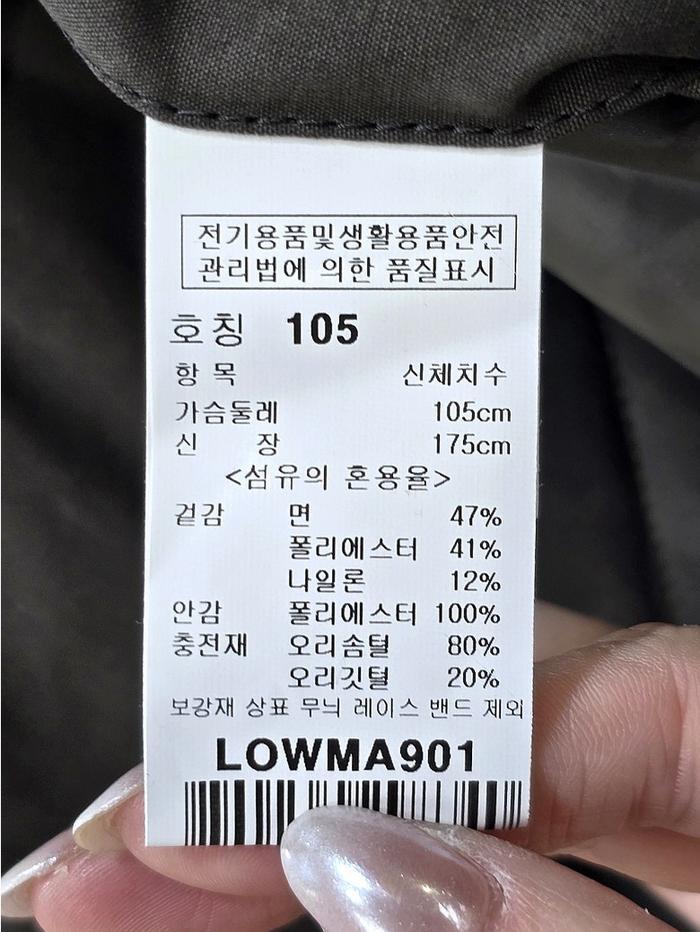 전기용품및생활용품안전
관리법에 의한 품질표시
호칭 105
항 목 신체치수
가슴둘레 105cm
신 장 175cm
<섬유의 혼용율>
겉감 면 47%
폴리에스터 41%
나일론 12%
안감 폴리에스터 100%
충전재 오리솜털 80%
오리깃털 20%
보강재 상표 무늬 레이스 밴드 제외
LOWMA901